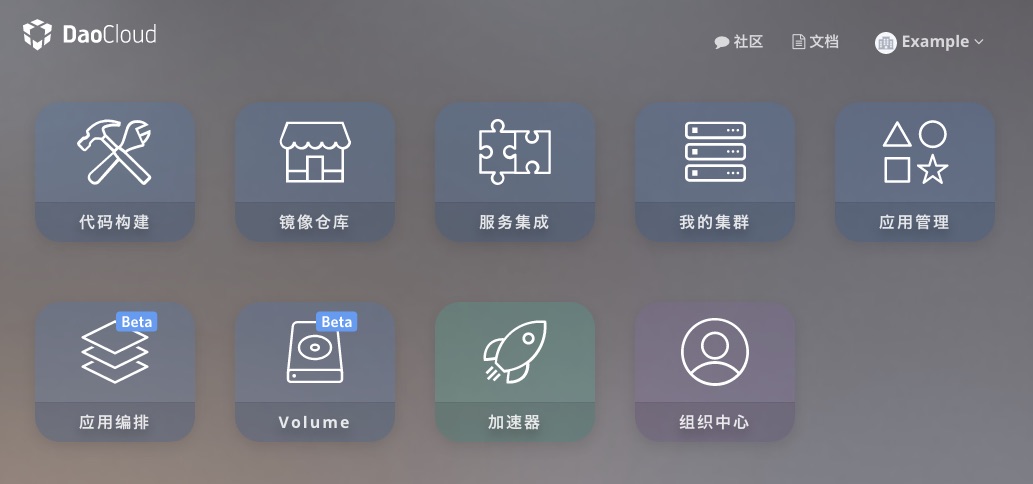 DaoCloud
社区
文档
Example
代码构建
镜像仓库
服务集成
我的集群
应用管理
Beta
Beta
应用编排
Volume
加速器
组织中心